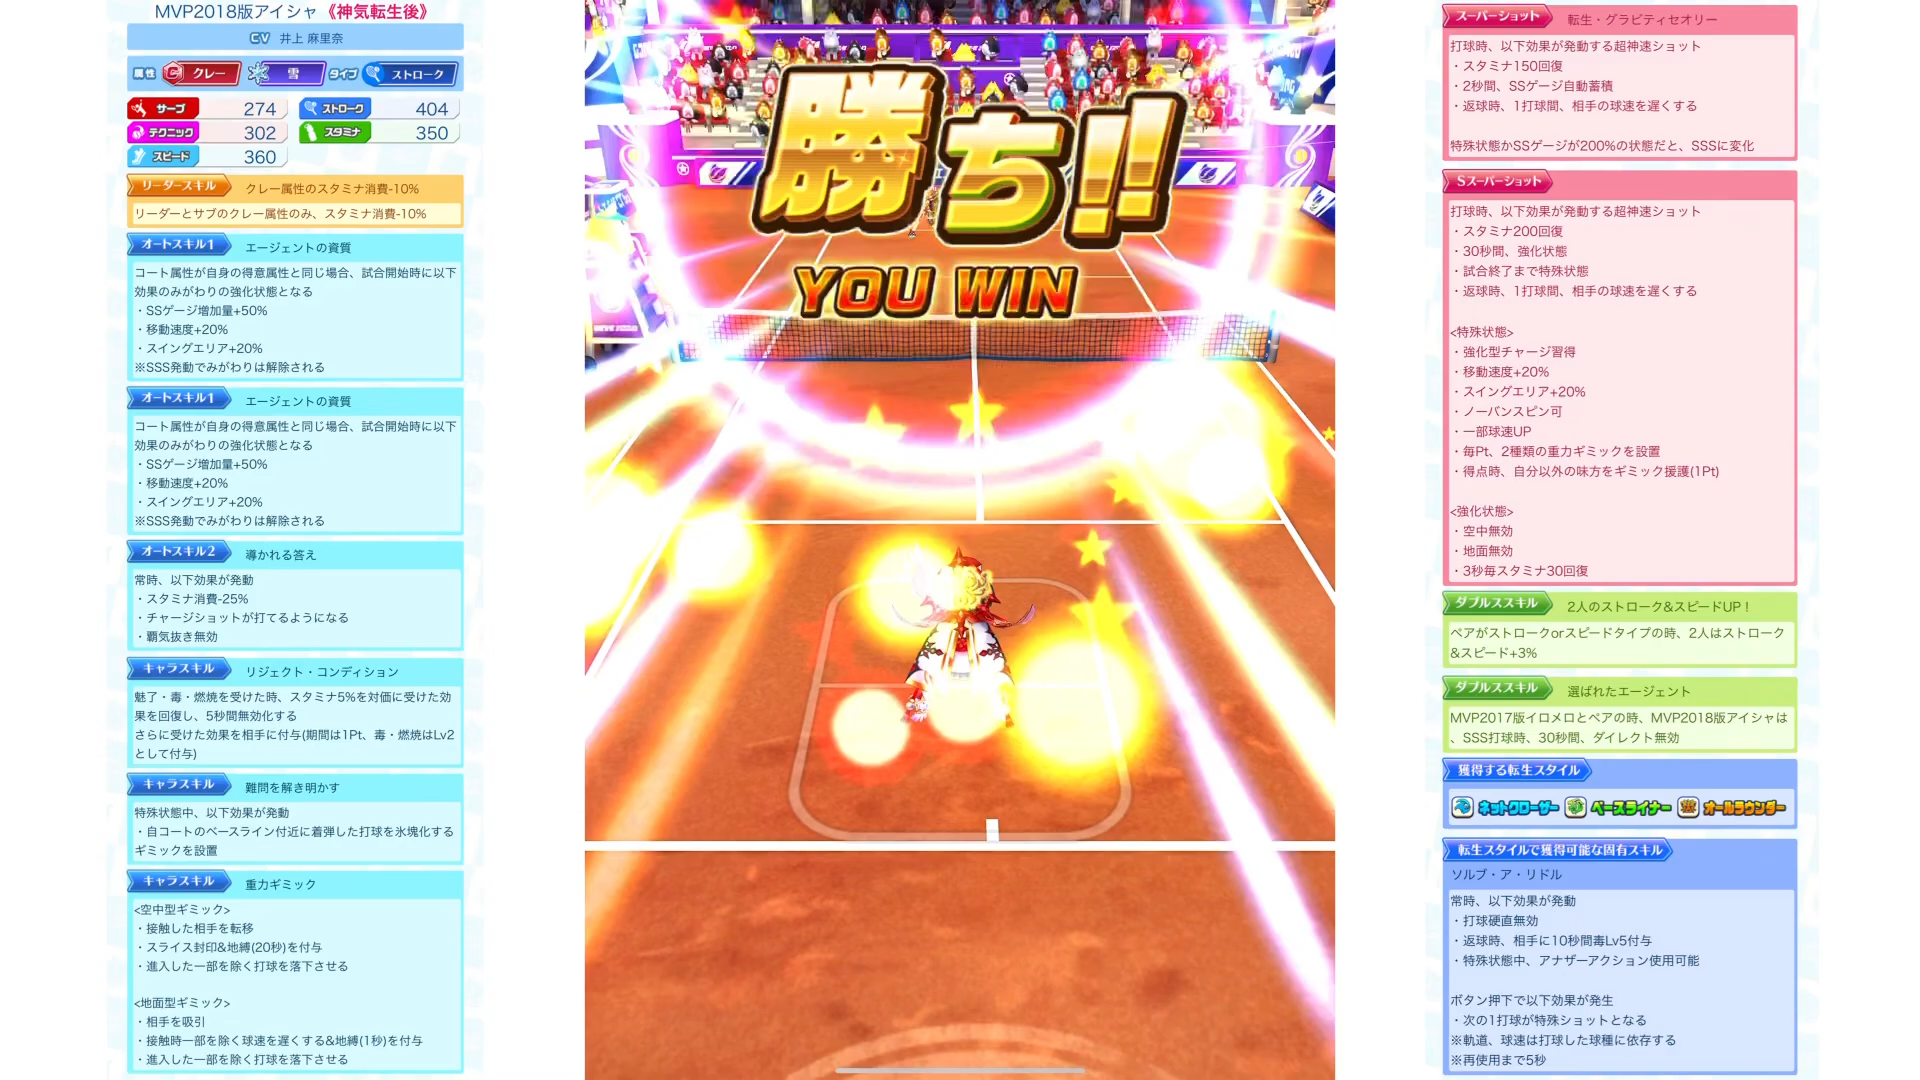 MVP2018版アイシャ《神気転生後》
CV 井上 麻里奈
属性 クレー 雪 タイプ ストローク
サーブ 274 ストローク 404
テクニック 302 スタミナ 350
スピード 360
リーダースキル クレー属性のスタミナ消費-10%
リーダーとサブのクレー属性のみ、スタミナ消費-10%
オートスキル1 エージェントの資質
コート属性が自身の得意属性と同じ場合、試合開始時に以下
効果のみがわりの強化状態となる
・SSゲージ増加量+50%
・移動速度+20%
・スイングエリア+20%
※SSS発動でみがわりは解除される
オートスキル1 エージェントの資質
コート属性が自身の得意属性と同じ場合、試合開始時に以下
効果のみがわりの強化状態となる
・SSゲージ増加量+50%
・移動速度+20%
・スイングエリア+20%
※SSS発動でみがわりは解除される
オートスキル2 導かれる答え
常時、以下効果が発動
・スタミナ消費-25%
・チャージショットが打てるようになる
・覇気抜き無効
キャラスキル リジェクト・コンディション
魅了・毒・燃焼を受けた時、スタミナ5%を対価に受けた効
果を回復し、5秒間無効化する
さらに受けた効果を相手に付与(期間は1Pt、毒・燃焼はLv2
として付与)
キャラスキル 難問を解き明かす
特殊状態中、以下効果が発動
・自コートのベースライン付近に着弾した打球を氷塊化する
ギミックを設置
キャラスキル 重力ギミック
<空中型ギミック>
・接触した相手を転移
・スライス封印&地縛(20秒)を付与
・進入した一部を除く打球を落下させる
<地面型ギミック>
・相手を吸引
・接触時一部を除く球速を遅くする&地縛(1秒)を付与
・進入した一部を除く打球を落下させる
勝ち!!
YOU WIN
スーパーショット 転生・グラビティセオリー
打球時、以下効果が発動する超神速ショット
・スタミナ150回復
・2秒間、SSゲージ自動蓄積
・返球時、1打球間、相手の球速を遅くする
特殊状態かSSゲージが200%の状態だと、SSSに変化
Sスーパーショット
打球時、以下効果が発動する超神速ショット
・スタミナ200回復
・30秒間、強化状態
・試合終了まで特殊状態
・返球時、1打球間、相手の球速を遅くする
<特殊状態>
・強化型チャージ習得
・移動速度+20%
・スイングエリア+20%
・ノーバンスピン可
・一部球速UP
・毎Pt、2種類の重力ギミックを設置
・得点時、自分以外の味方をギミック援護(1Pt)
<強化状態>
・空中無効
・地面無効
・3秒毎スタミナ30回復
ダブルススキル 2人のストローク&スピードUP！
ペアがストロークorスピードタイプの時、2人はストローク
&スピード+3%
ダブルススキル 選ばれたエージェント
MVP2017版イロメロとペアの時、MVP2018版アイシャは
、SSS打球時、30秒間、ダイレクト無効
獲得する転生スタイル
ネットクローザー ベースライナー オールラウンダー
転生スタイルで獲得可能な固有スキル
ソルブ・ア・リドル
常時、以下効果が発動
・打球硬直無効
・返球時、相手に10秒間毒Lv5付与
・特殊状態中、アナザーアクション使用可能
ボタン押下で以下効果が発生
・次の1打球が特殊ショットとなる
※軌道、球速は打球した球種に依存する
※再使用まで5秒